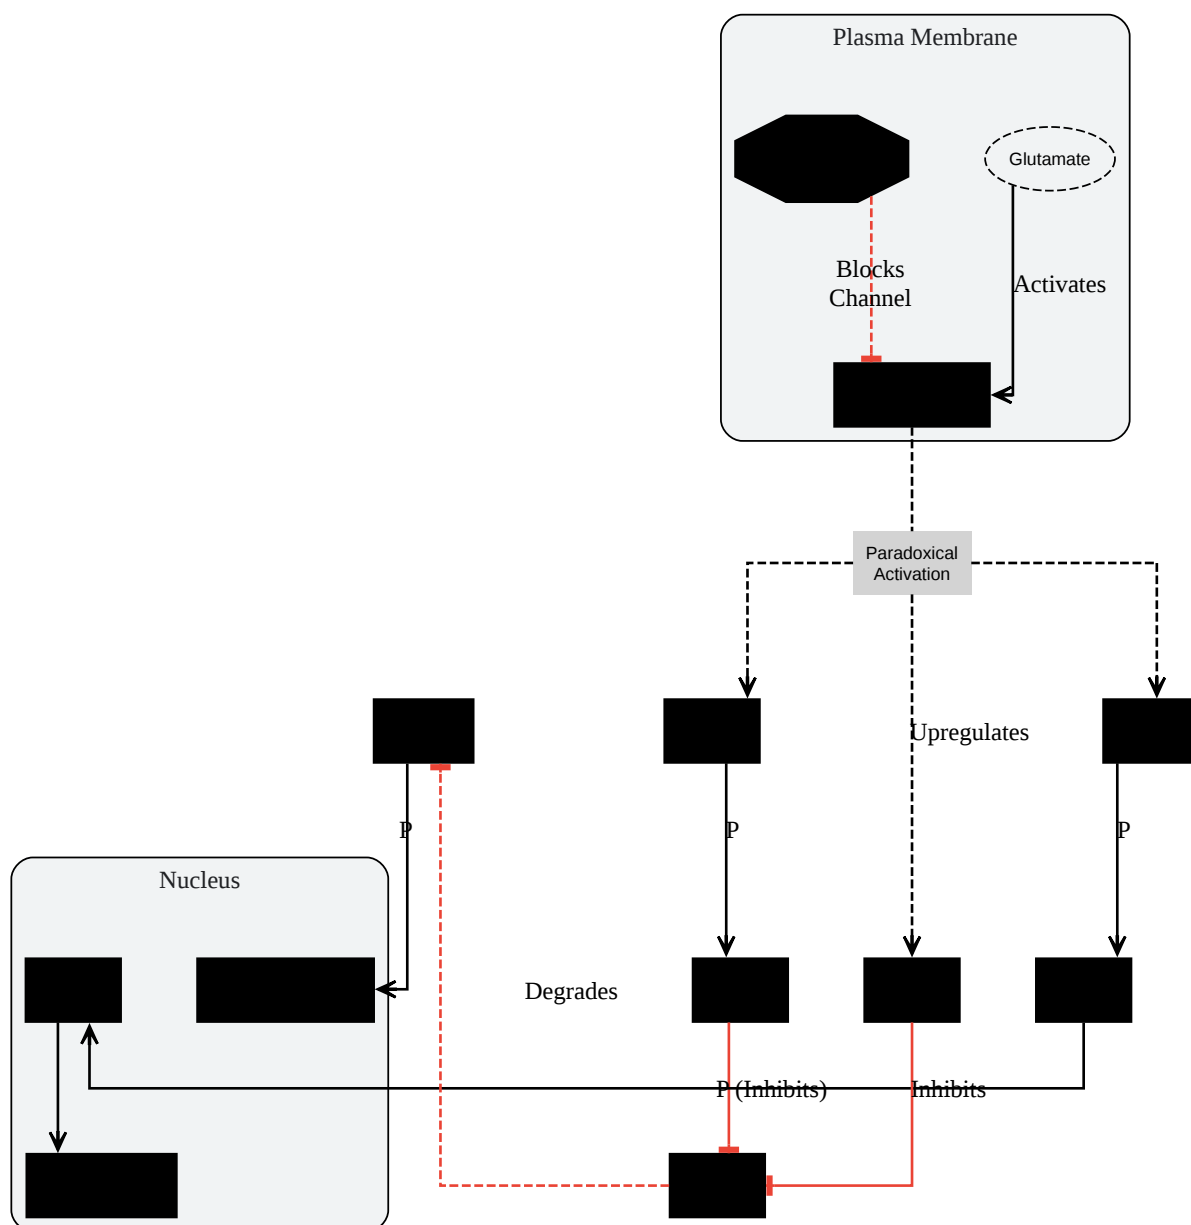 Plasma Membrane
Glutamate
Blocks
Channel
Activates
Paradoxical
Activation
Upregulates
P
P
P
Nucleus
Degrades
P (Inhibits)
Inhibits